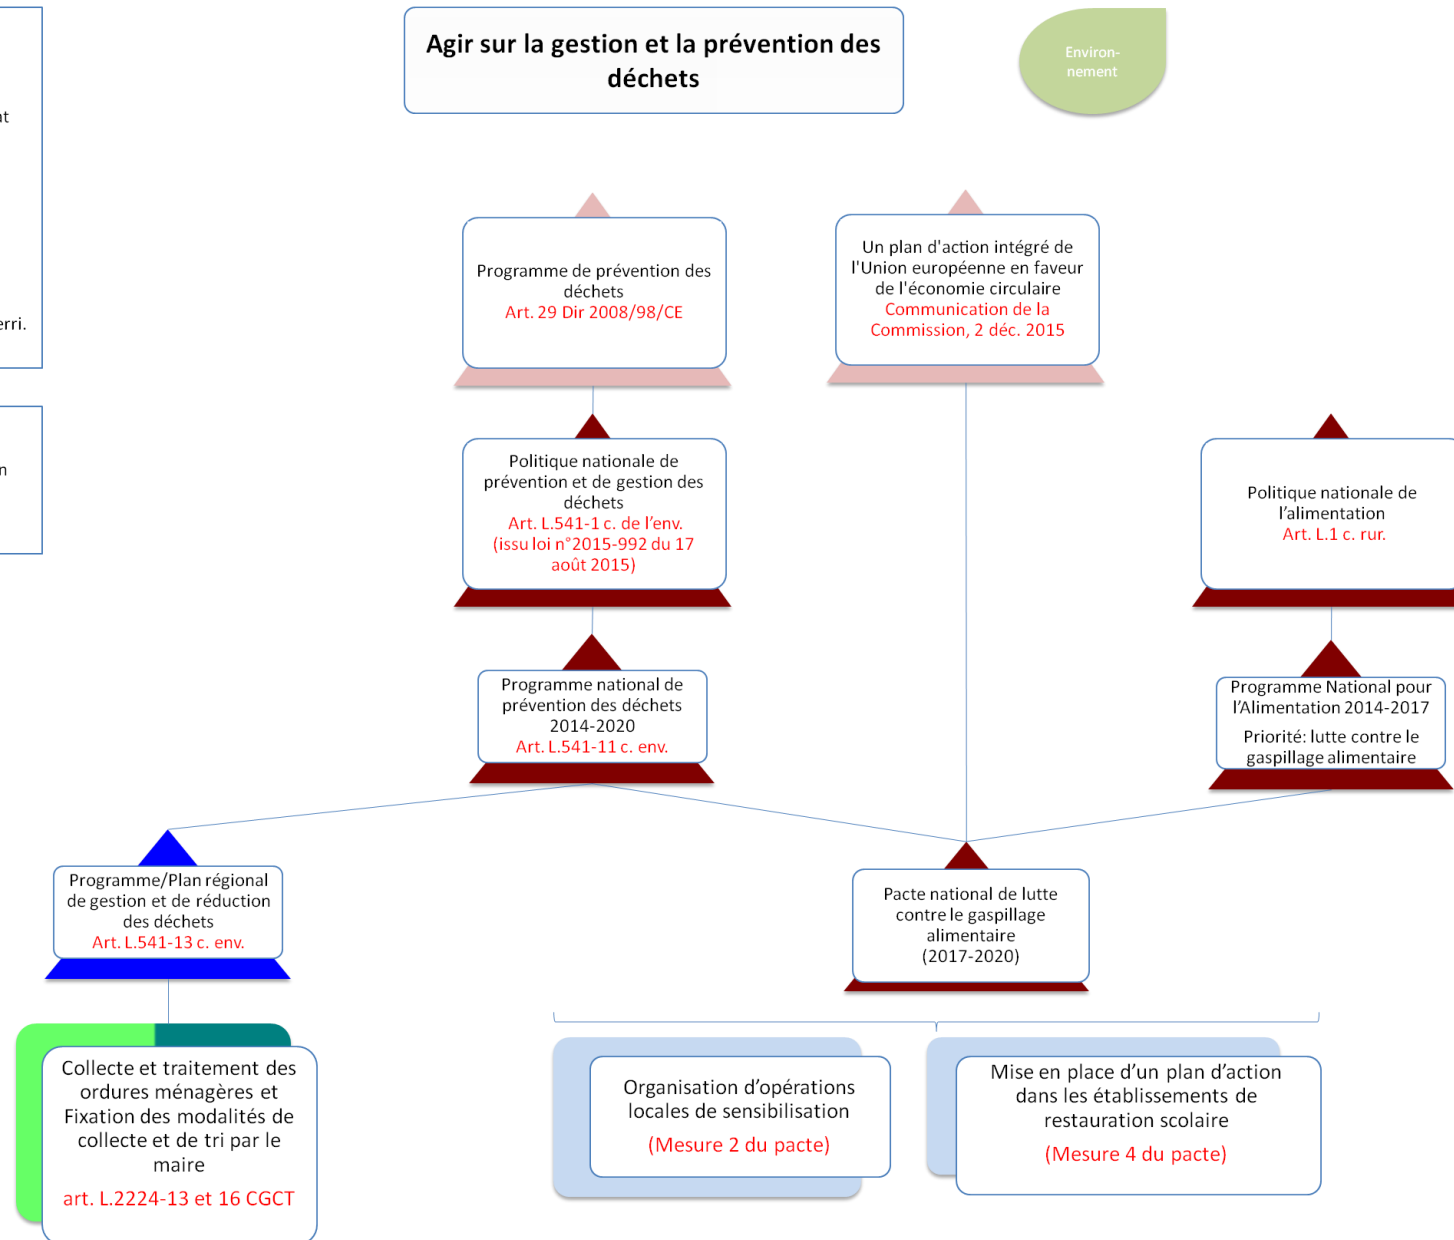 Agir sur la gestion et la prévention des
déchets
Environ-
nement
Programme de prévention des
déchets
Art. 29 Dir 2008/98/CE
Un plan d'action intégré de
l'Union européenne en faveur
de l'économie circulaire
Communication de la
Commission, 2 déc. 2015
Politique nationale de
prévention et de gestion des
déchets
Art. L.541-1 c. de l’env.
(issu loi n°2015-992 du 17
août 2015)
Politique nationale de
l’alimentation
Art. L.1 c. rur.
Programme national de
prévention des déchets
2014-2020
Art. L.541-11 c. env.
Programme National pour
l’Alimentation 2014-2017
Priorité: lutte contre le
gaspillage alimentaire
Programme/Plan régional
de gestion et de réduction
des déchets
Art. L.541-13 c. env.
Pacte national de lutte
contre le gaspillage
alimentaire
(2017-2020)
Collecte et traitement des
ordures ménagères et
Fixation des modalités de
collecte et de tri par le
maire
art. L.2224-13 et 16 CGCT
Organisation d’opérations
locales de sensibilisation
(Mesure 2 du pacte)
Mise en place d’un plan d’action
dans les établissements de
restauration scolaire
(Mesure 4 du pacte)